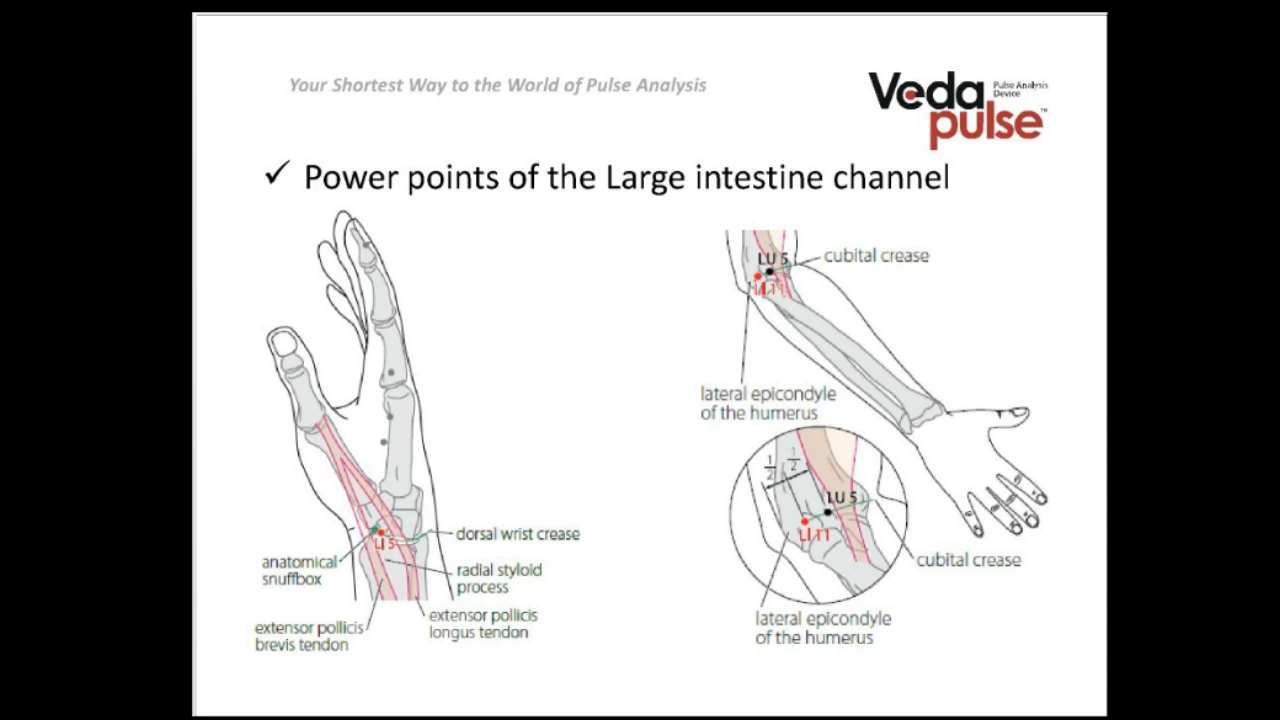 Your Shortest Way to the World of Pulse Analysis
Veda
pulse™
Pulse Analysis
Device
✓ Power points of the Large intestine channel
LI 5
anatomical
snuffbox
dorsal wrist crease
radial styloid
process
extensor pollicis
longus tendon
extensor pollicis
brevis tendon
LU 5
cubital crease
LI 11
lateral epicondyle
of the humerus
1/2
1/2
LU 5
LI 11
cubital crease
lateral epicondyle
of the humerus